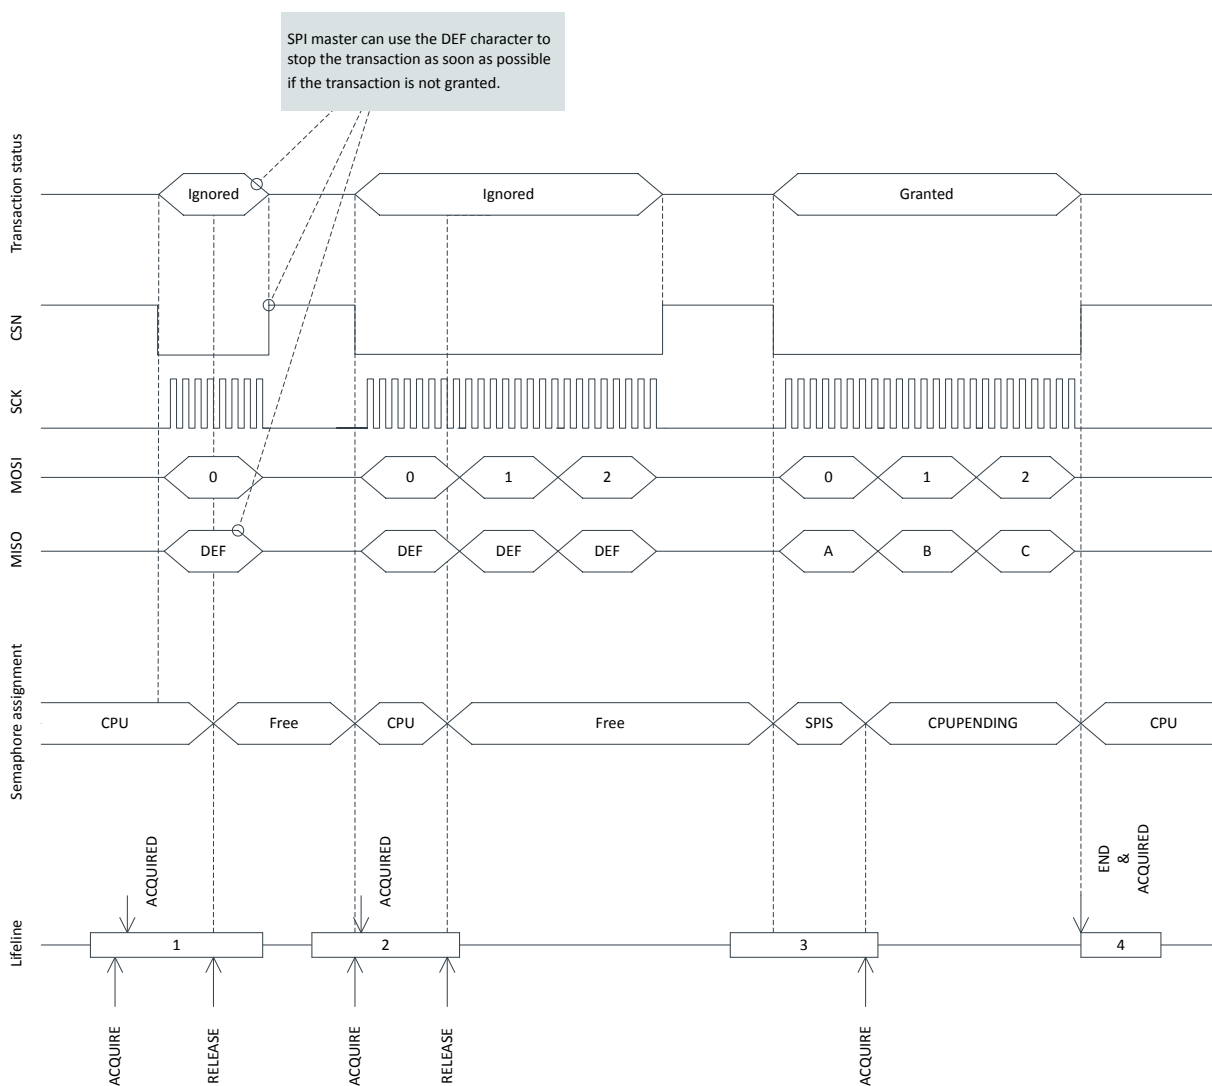 SPI master can use the DEF character to
stop the transaction as soon as possible
if the transaction is not granted.
Transaction status
Ignored
Ignored
Granted
CSN
SCK
MOSI
0
0
1
2
0
1
2
MISO
DEF
DEF
DEF
DEF
A
B
C
Semaphore assignment
CPU
Free
CPU
Free
SPIS
CPUPENDING
CPU
ACQUIRED
ACQUIRED
END
&
ACQUIRED
Lifeline
1
2
3
4
ACQUIRE
RELEASE
ACQUIRE
RELEASE
ACQUIRE